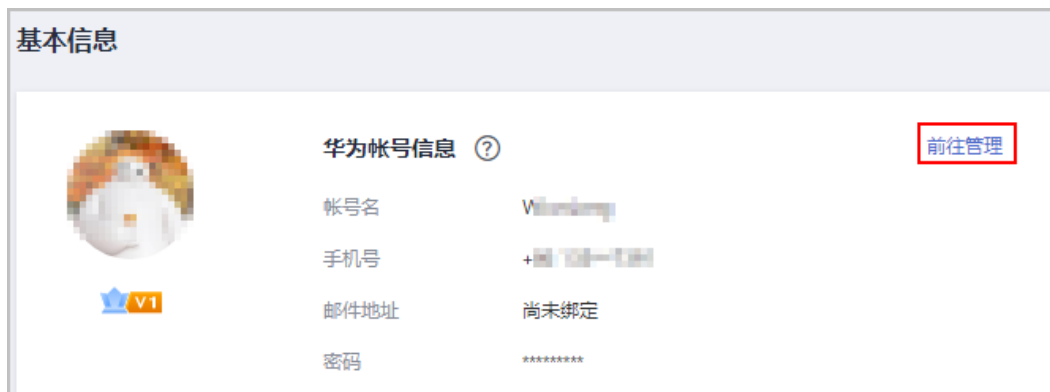 基本信息
华为帐号信息 ? 前往管理
V1
帐号名
手机号
邮件地址 尚未绑定
密码 *********